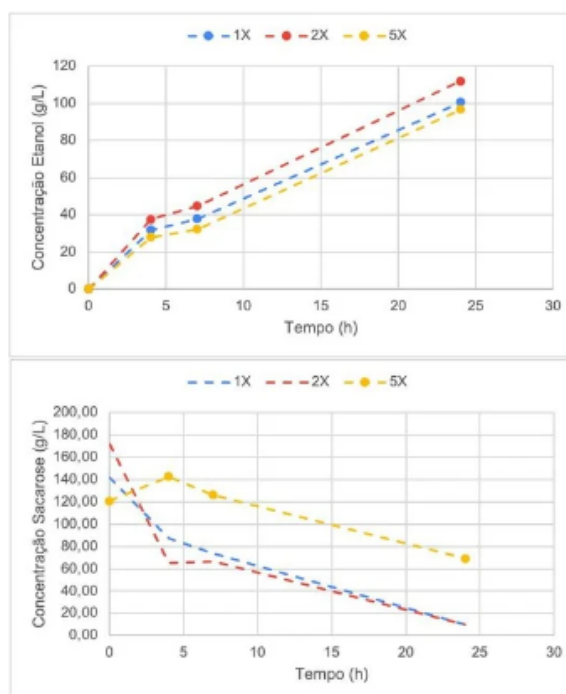 1X 2X 5X
120
100
80
60
40
20
0
Concentração Etanol (g/L)
0 5 10 15 20 25 30
Tempo (h)
1X 2X 5X
200,00
180,00
160,00
140,00
120,00
100,00
80,00
60,00
40,00
20,00
0,00
Concentração Sacarose (g/L)
0 5 10 15 20 25 30
Tempo (h)